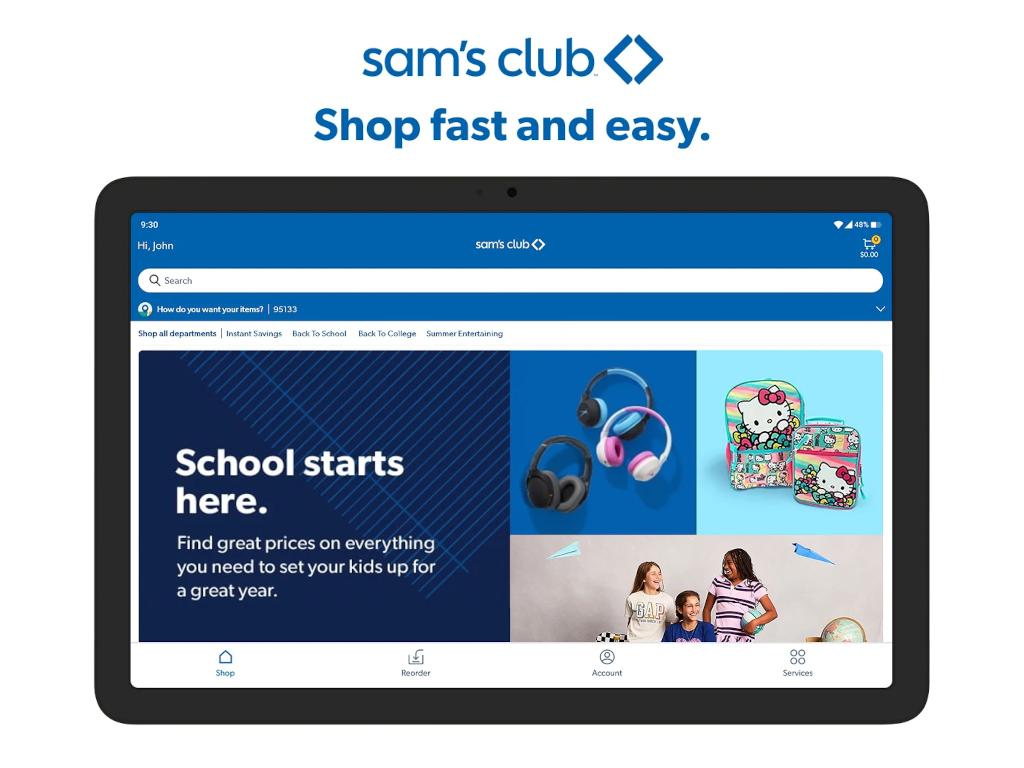 sam's club™
Shop fast and easy.
9:30
48%
Hi, John
sam's club
0
$0.00
Search
How do you want your items? | 95133
Shop all departments | Instant Savings Back To School Back To College Summer Entertaining
School starts
here.
Find great prices on everything
you need to set your kids up for
a great year.
GAP
Shop
Reorder
Account
Services